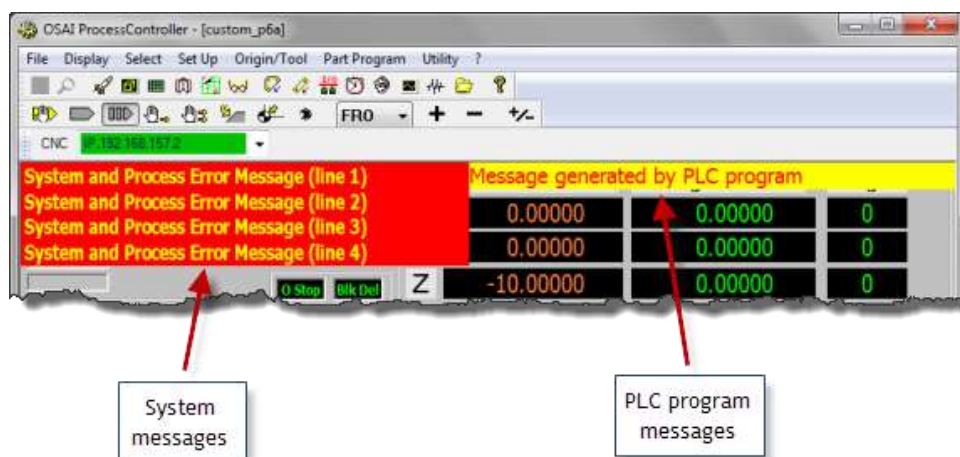 OSAI ProcessController - [custom_p6a]
File Display Select Set Up Origin/Tool Part Program Utility ?
FRO
CNC IP:192.168.157.2
System and Process Error Message (line 1)
System and Process Error Message (line 2)
System and Process Error Message (line 3)
System and Process Error Message (line 4)
Message generated by PLC program
0.00000 0.00000 0
0.00000 0.00000 0
O Stop Blk Del Z -10.00000 0.00000 0
System
messages
PLC program
messages